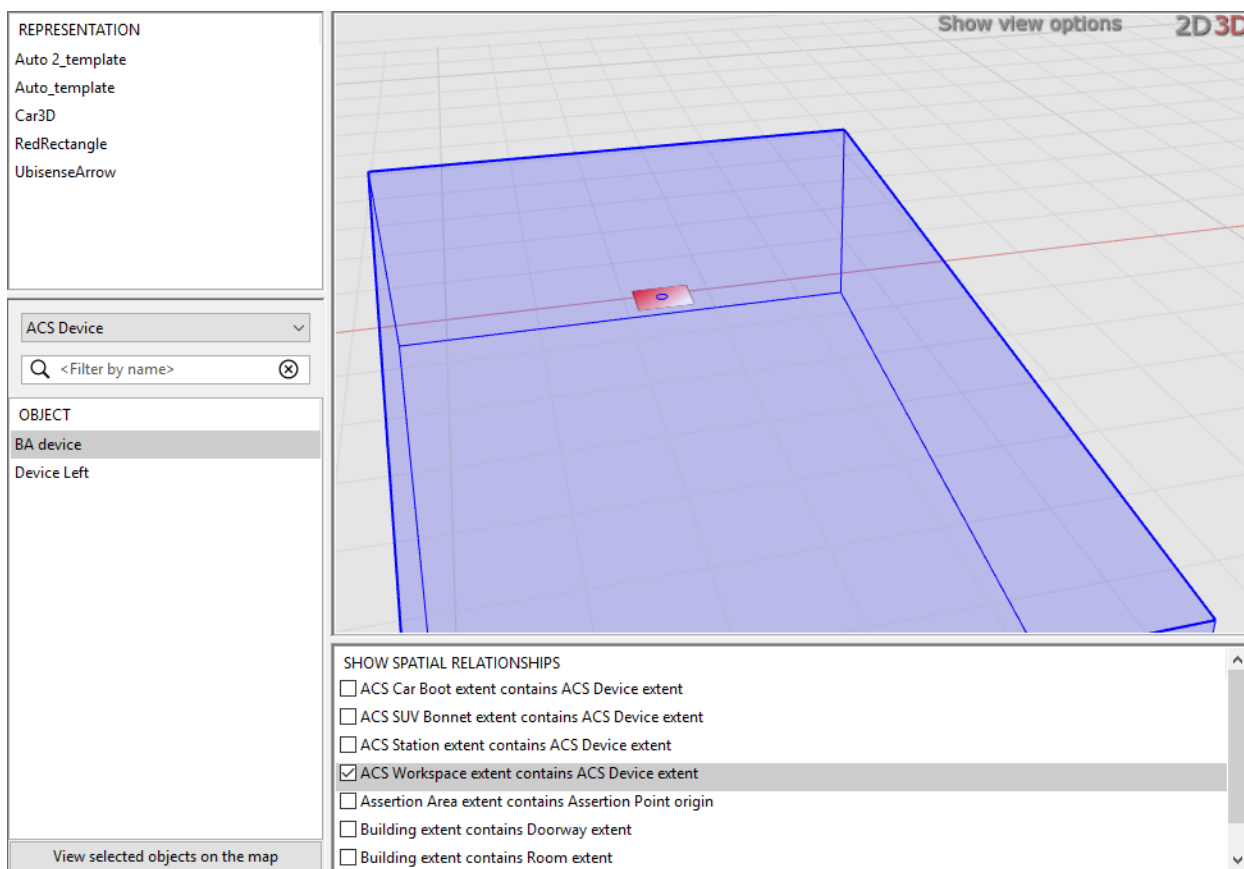 REPRESENTATION
Auto 2_template
Auto_template
Car3D
RedRectangle
UbisenseArrow
ACS Device
<Filter by name>
OBJECT
BA device
Device Left
View selected objects on the map
Show view options 2D 3D
SHOW SPATIAL RELATIONSHIPS
ACS Car Boot extent contains ACS Device extent
ACS SUV Bonnet extent contains ACS Device extent
ACS Station extent contains ACS Device extent
ACS Workspace extent contains ACS Device extent
Assertion Area extent contains Assertion Point origin
Building extent contains Doorway extent
Building extent contains Room extent